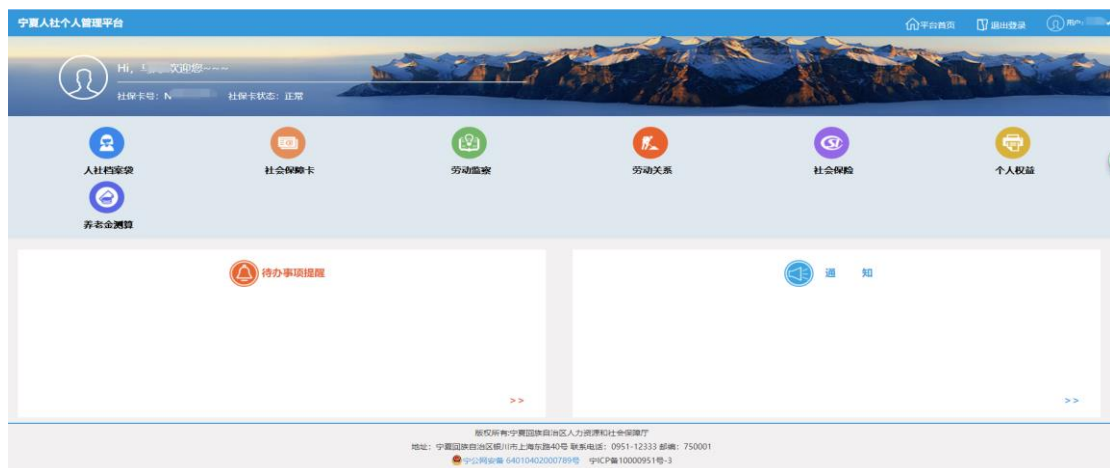 宁夏人社个人管理平台
平台首页 退出登录 用户:
Hi, 欢迎您~~~
社保卡号: N 社保卡状态: 正常
人社档案袋 社会保障卡 劳动监察 劳动关系 社会保险 个人权益
养老金测算
待办事项提醒 通 知
>> >>
版权所有:宁夏回族自治区人力资源和社会保障厅
地址: 宁夏回族自治区银川市上海东路40号 联系电话: 0951-12333 邮编: 750001
宁公网安备 64010402000789号 宁ICP备10000951号-3